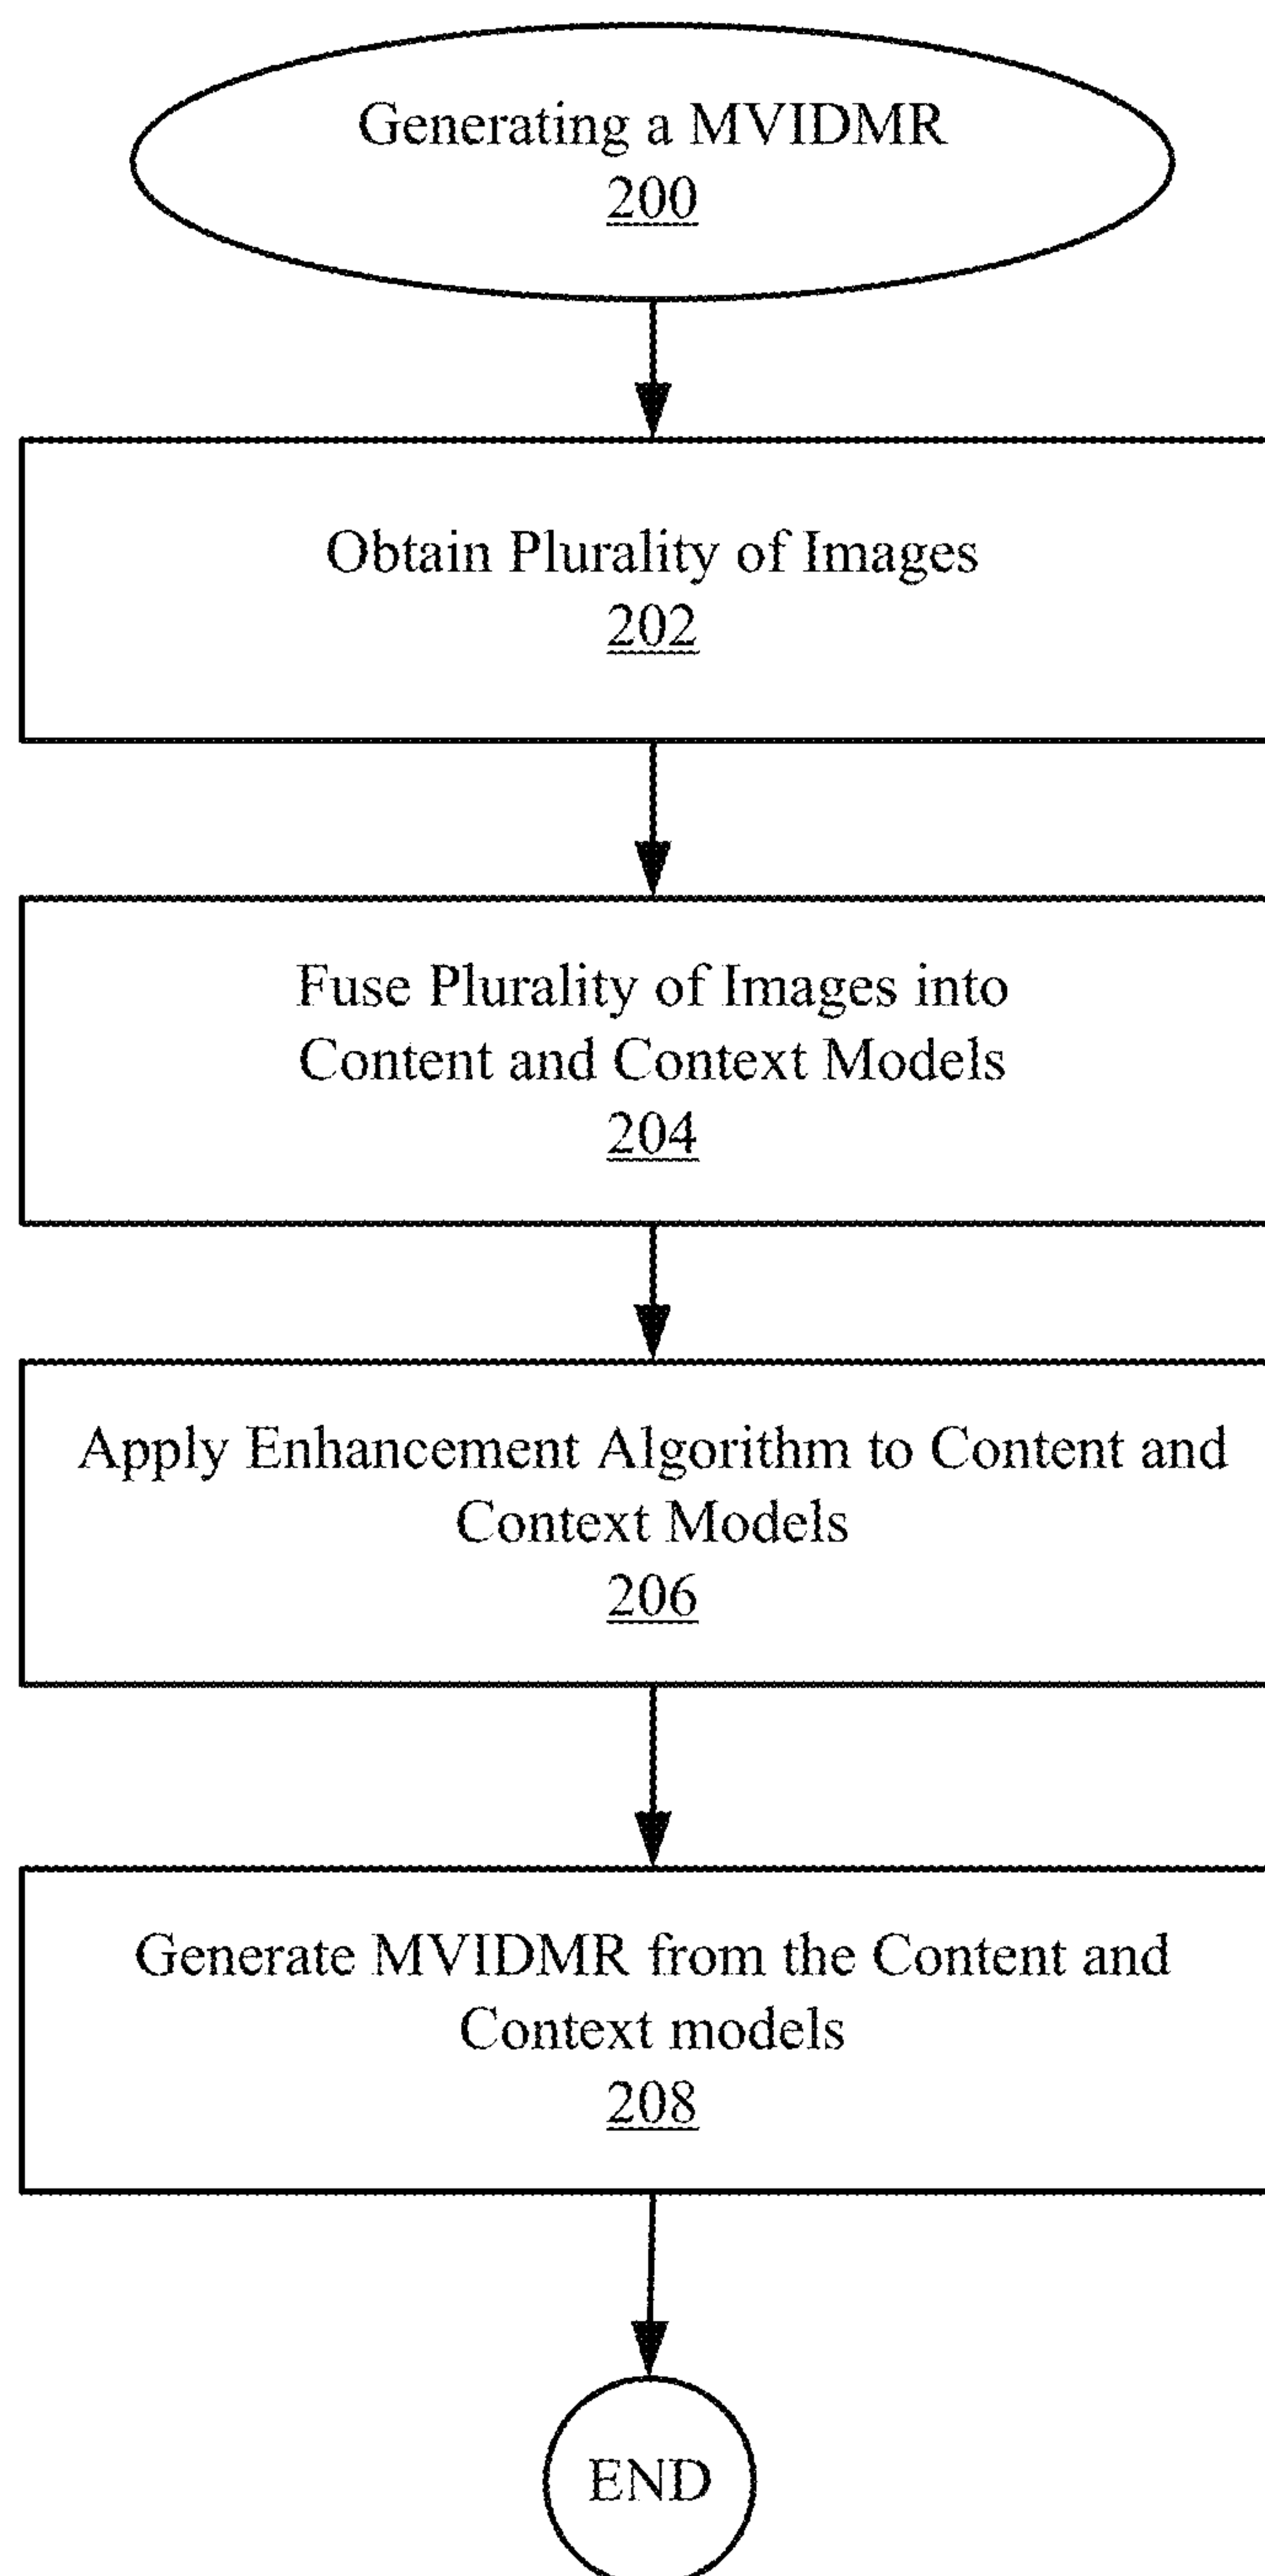 Generating a MVIDMR
200
Obtain Plurality of Images
202
Fuse Plurality of Images into
Content and Context Models
204
Apply Enhancement Algorithm to Content and
Context Models
206
Generate MVIDMR from the Content and
Context models
208
END